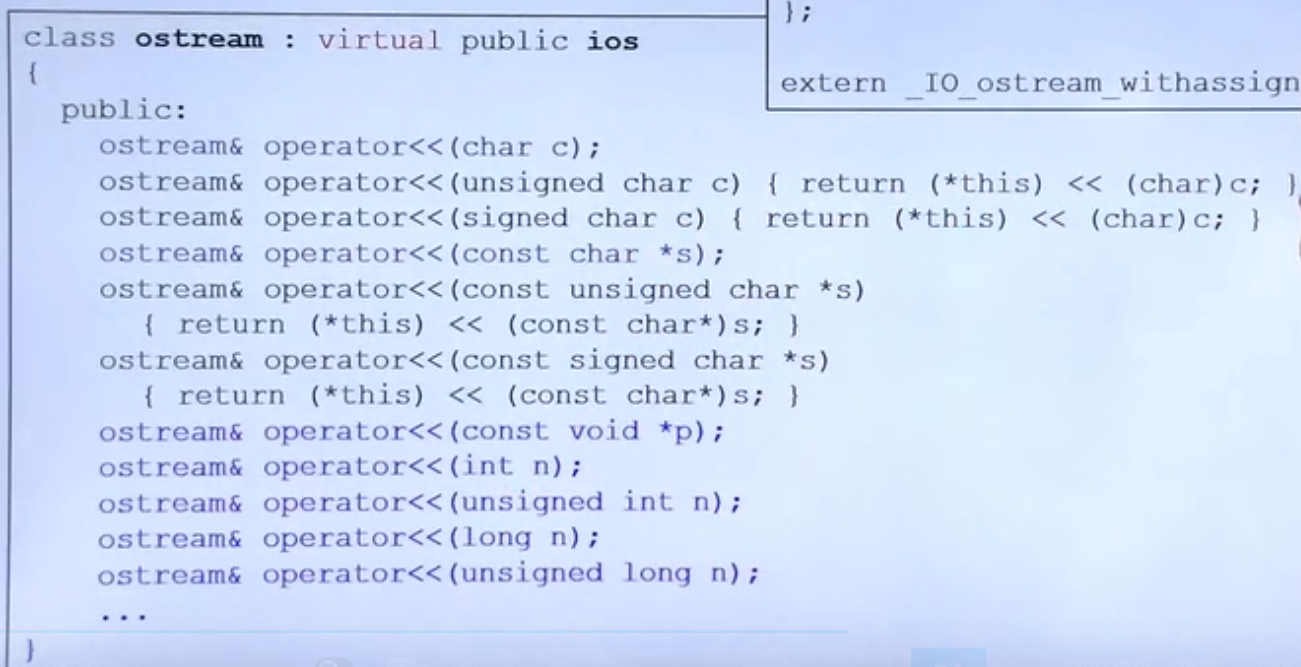 };
extern _IO_ostream_withassign
class ostream : virtual public ios
{
public:
ostream& operator<<(char c);
ostream& operator<<(unsigned char c) { return (*this) << (char)c; }
ostream& operator<<(signed char c) { return (*this) << (char)c; }
ostream& operator<<(const char *s);
ostream& operator<<(const unsigned char *s)
{ return (*this) << (const char*)s; }
ostream& operator<<(const signed char *s)
{ return (*this) << (const char*)s; }
ostream& operator<<(const void *p);
ostream& operator<<(int n);
ostream& operator<<(unsigned int n);
ostream& operator<<(long n);
ostream& operator<<(unsigned long n);
...
}